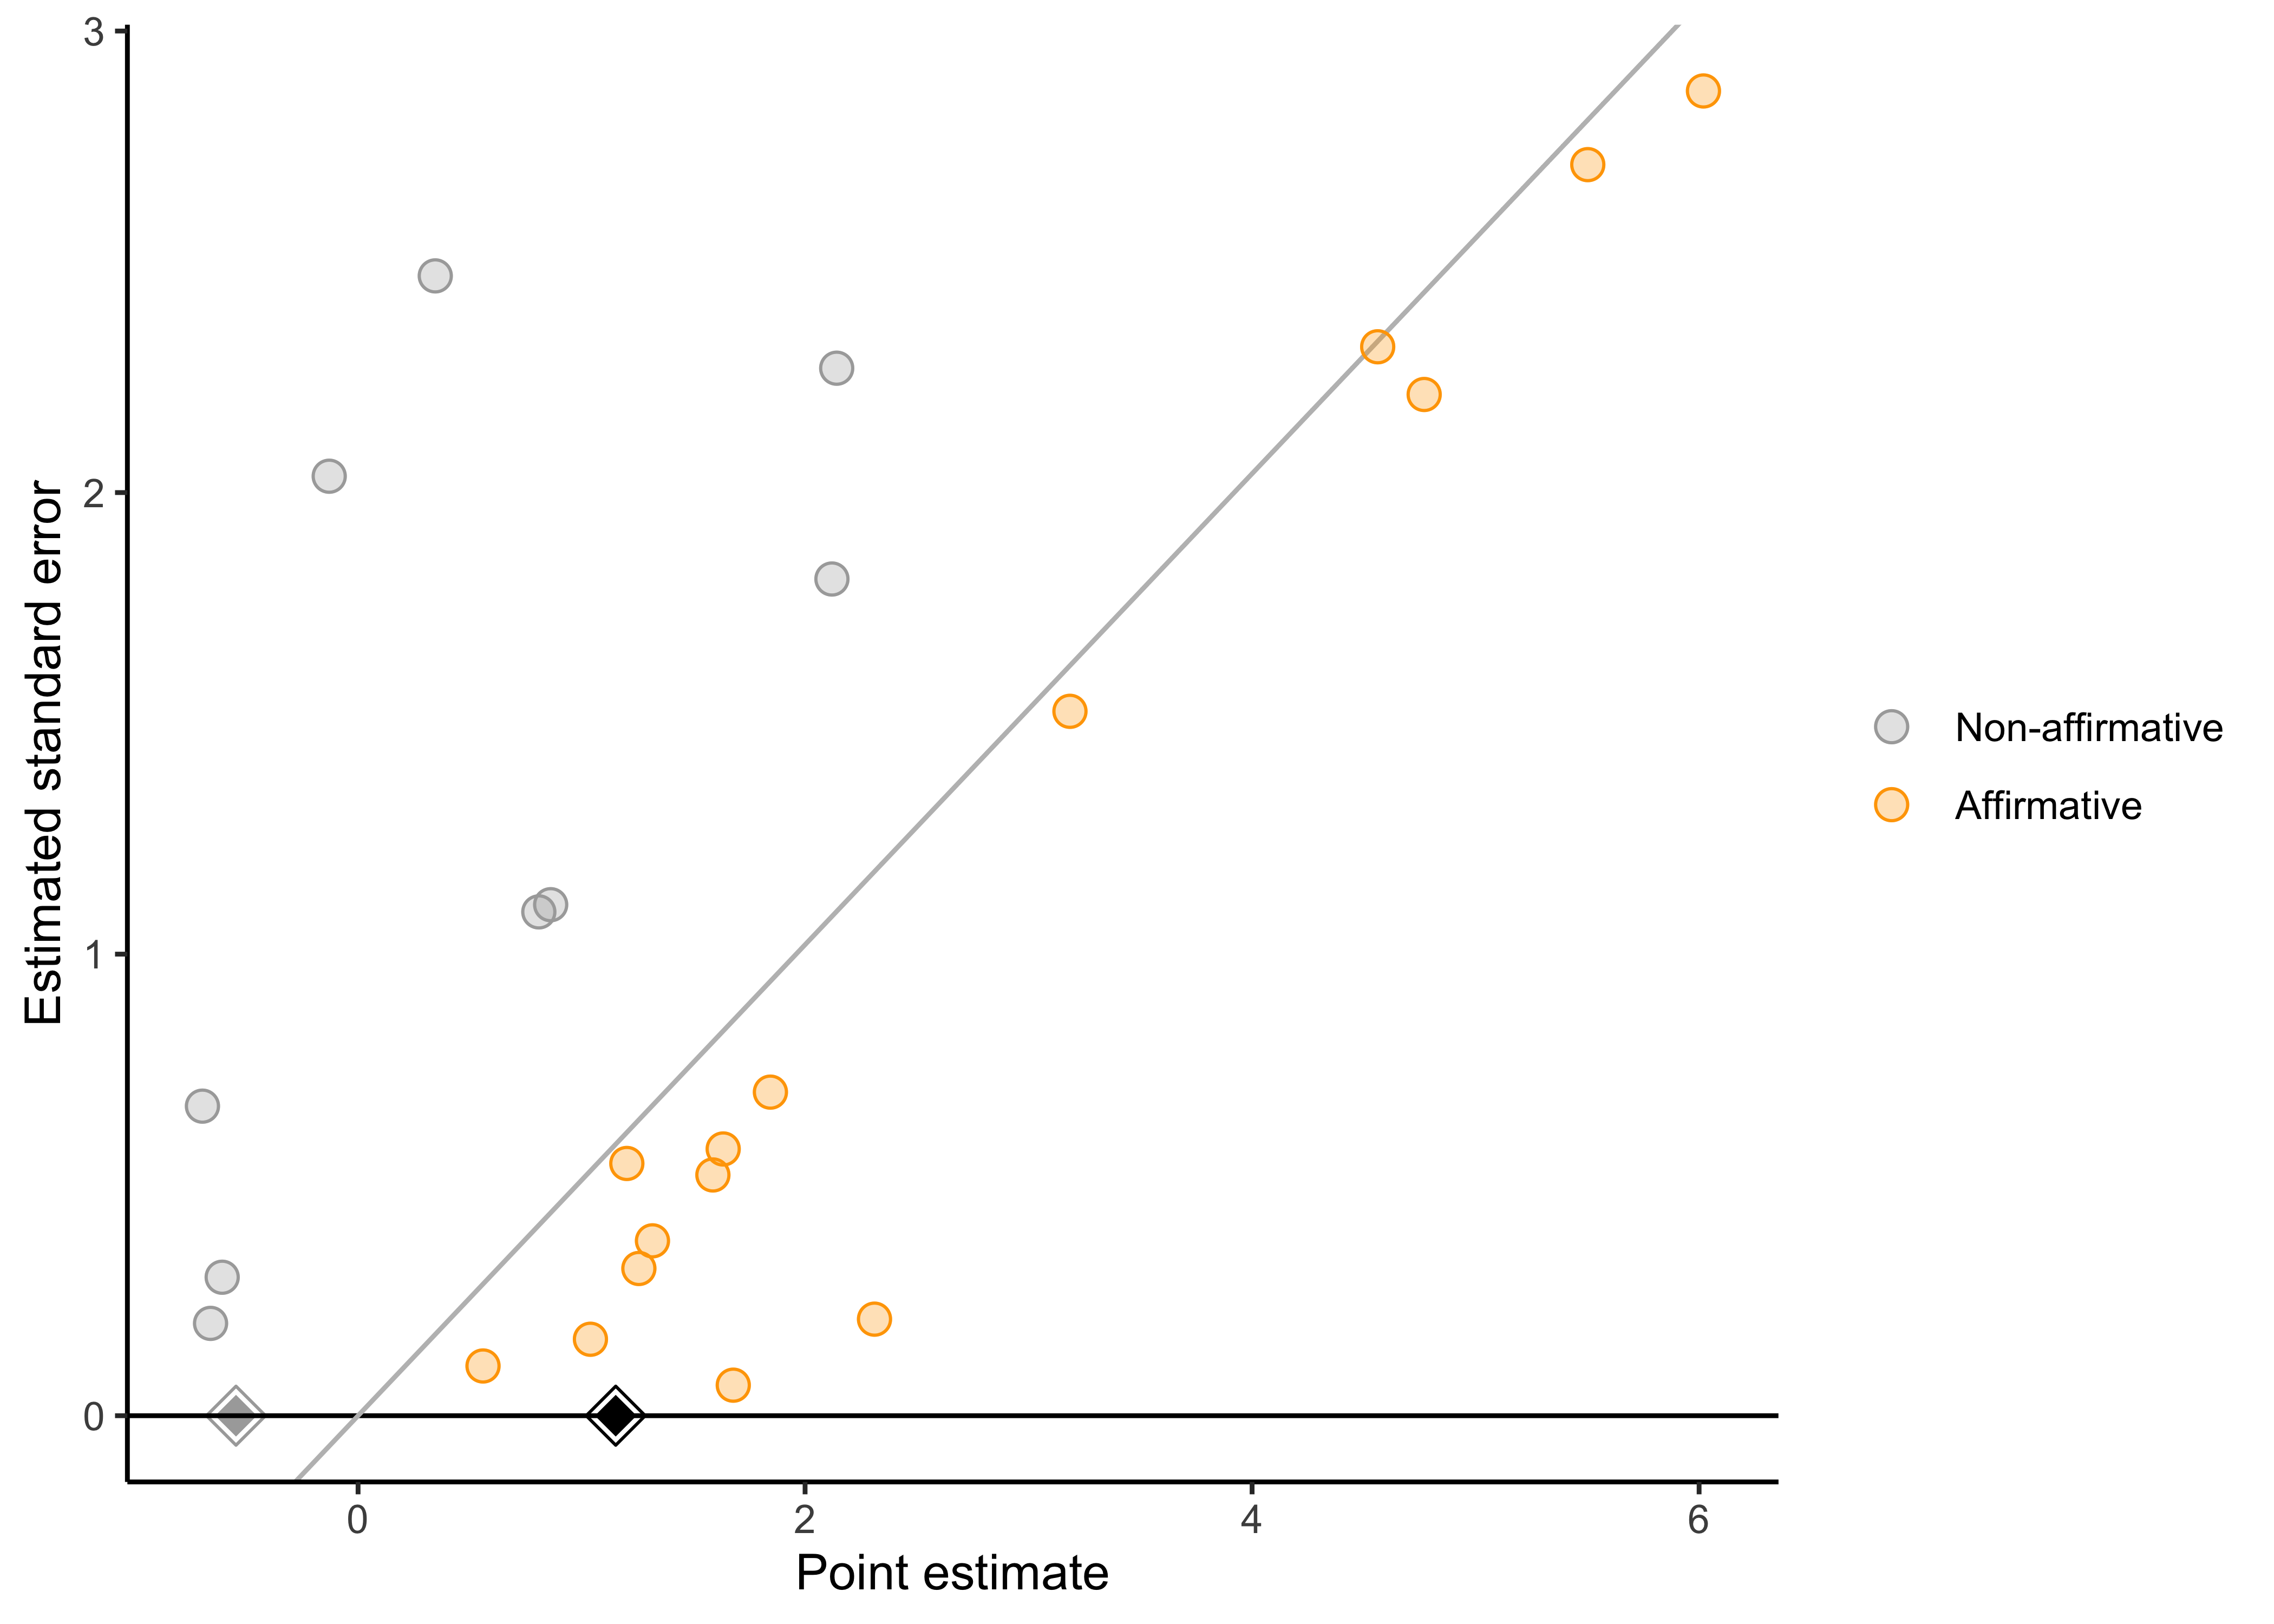 3
2
1
0
Estimated standard error
0 2 4 6
Point estimate
Non-affirmative
Affirmative